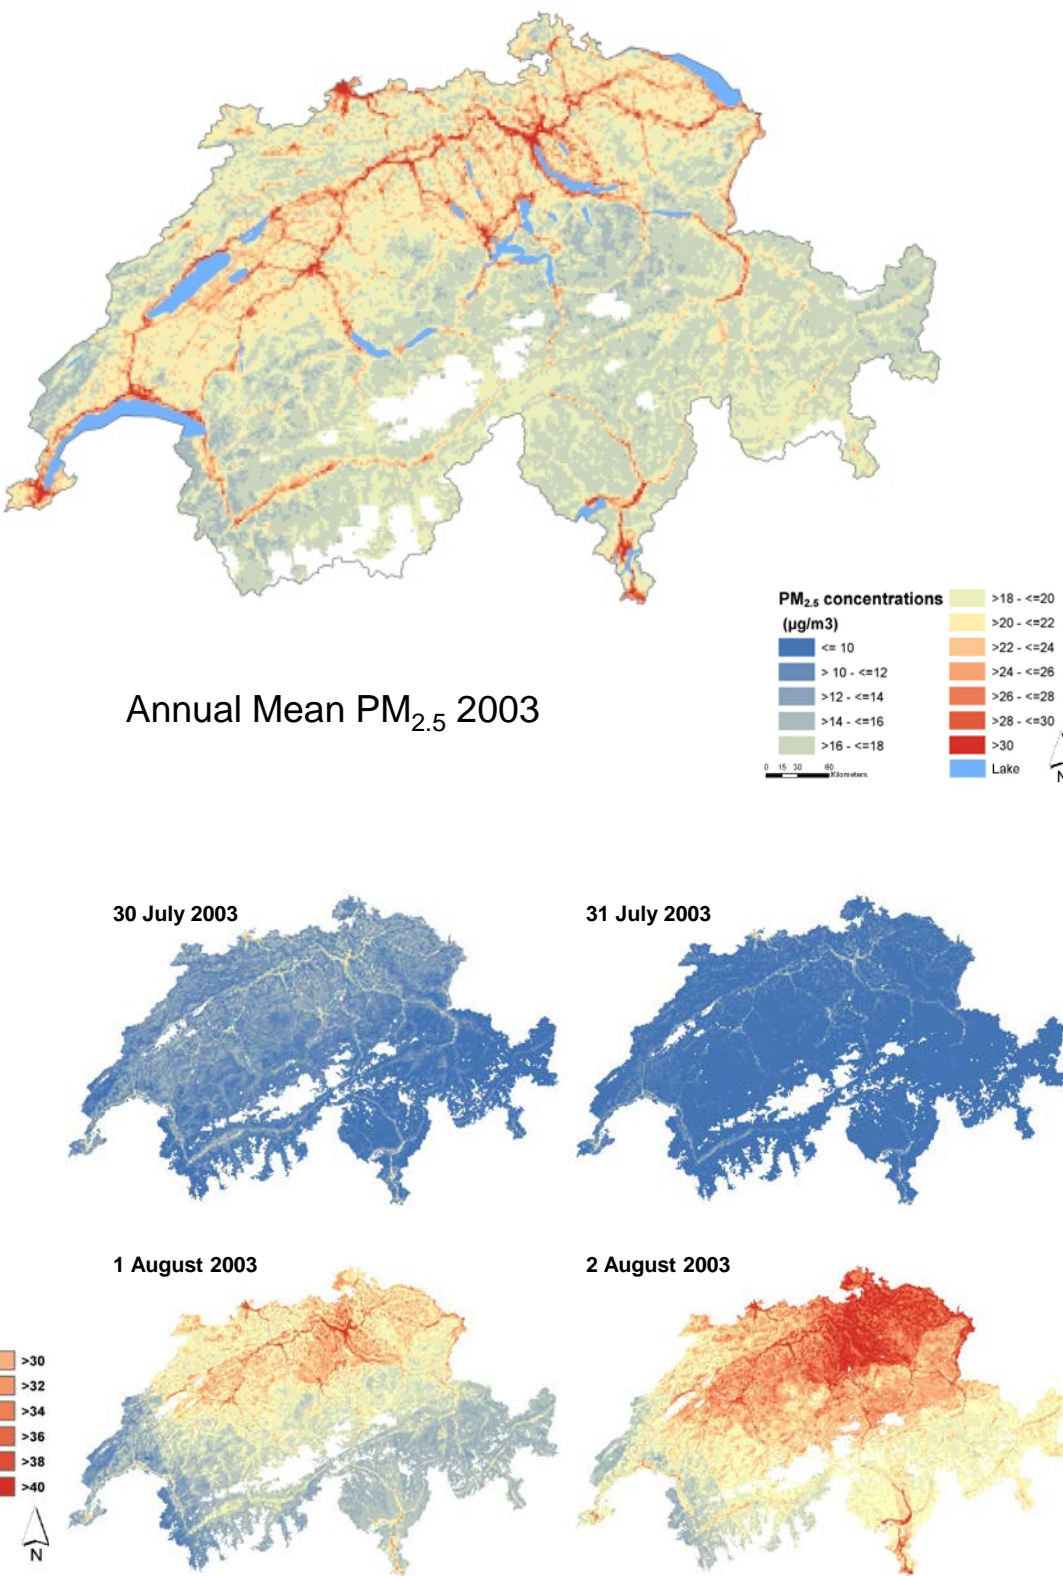 PM2.5 concentrations
(µg/m3)
<= 10
> 10 - <=12
>12 - <=14
>14 - <=16
>16 - <=18
>18 - <=20
>20 - <=22
>22 - <=24
>24 - <=26
>26 - <=28
>28 - <=30
>30
Lake
0 15 30 60
Kilometers
N
Annual Mean PM2.5 2003
30 July 2003
31 July 2003
1 August 2003
2 August 2003
>30
>32
>34
>36
>38
>40
N